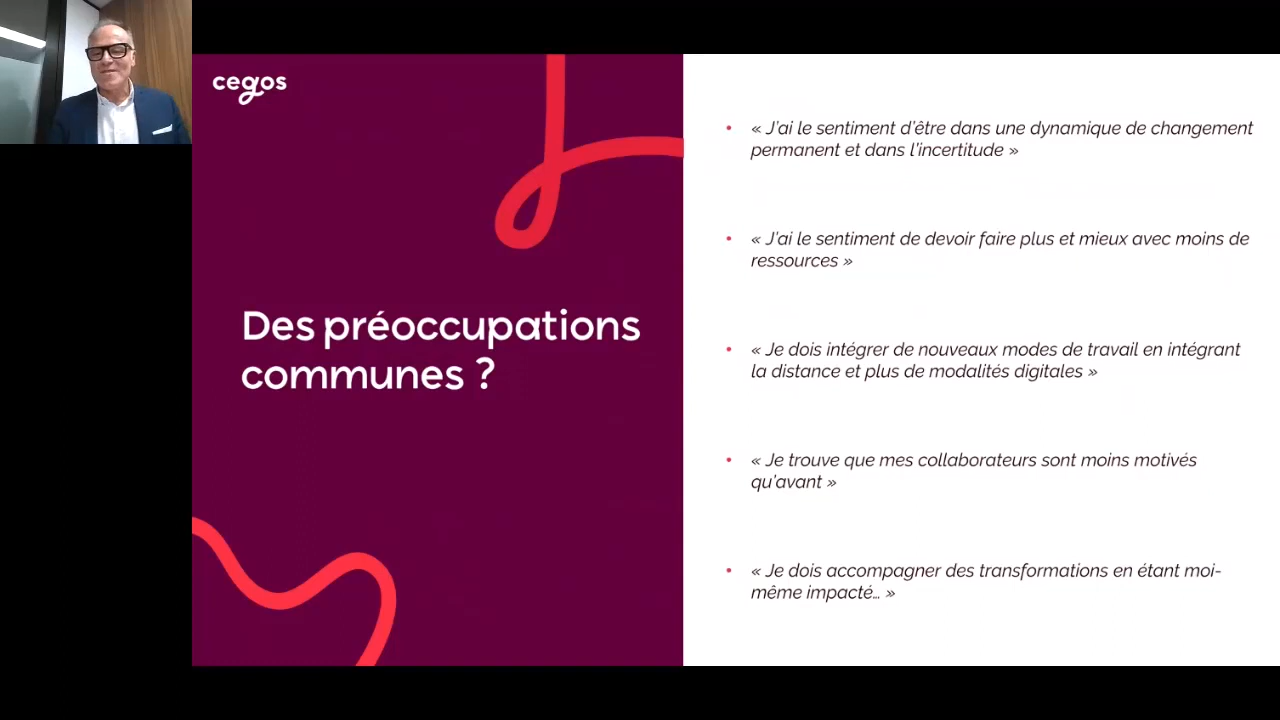 cegos
Des préoccupations
communes ?
• « J'ai le sentiment d'être dans une dynamique de changement
permanent et dans l'incertitude »
• « J'ai le sentiment de devoir faire plus et mieux avec moins de
ressources »
• « Je dois intégrer de nouveaux modes de travail en intégrant
la distance et plus de modalités digitales »
• « Je trouve que mes collaborateurs sont moins motivés
qu'avant »
• « Je dois accompagner des transformations en étant moi-
même impacté… »